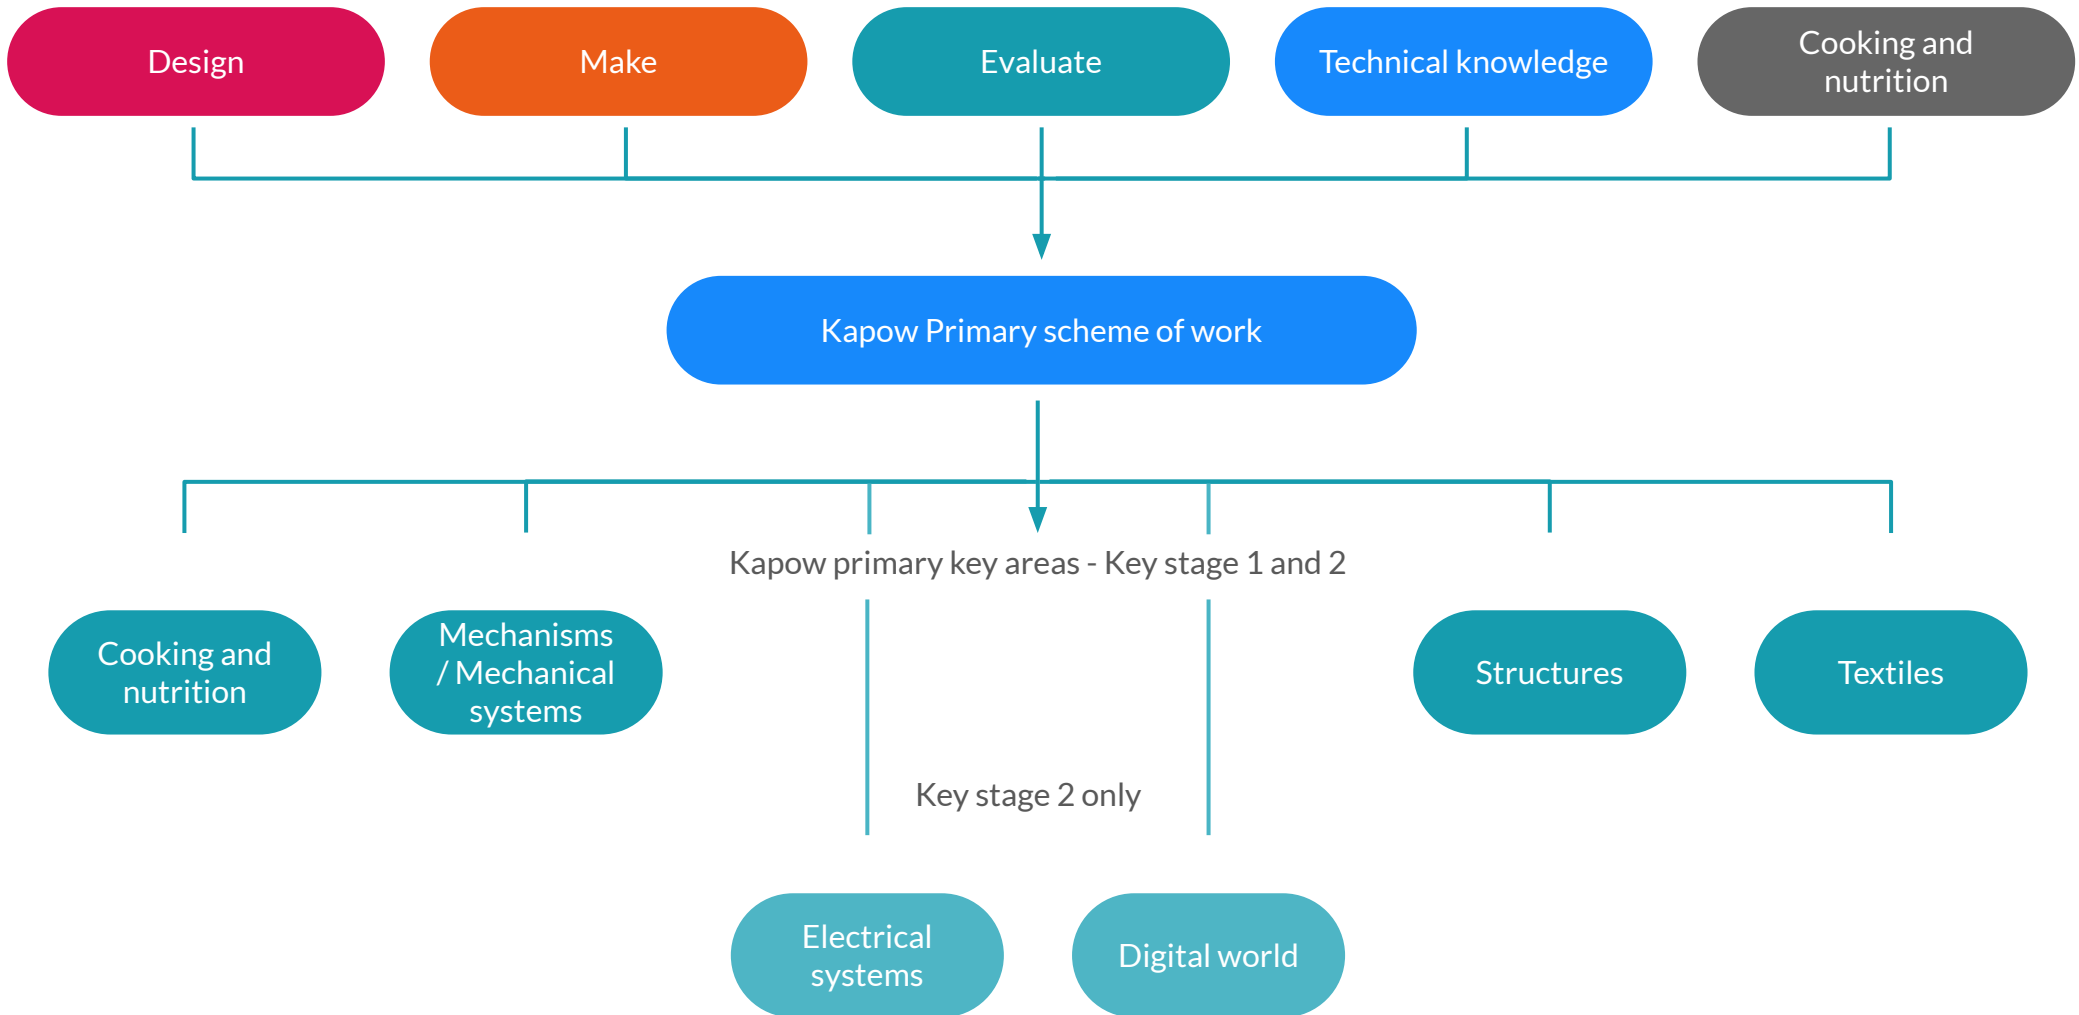 Design
Make
Evaluate
Technical knowledge
Cooking and
nutrition
Kapow Primary scheme of work
Kapow primary key areas - Key stage 1 and 2
Cooking and
nutrition
Mechanisms
/ Mechanical
systems
Structures
Textiles
Key stage 2 only
Electrical
systems
Digital world